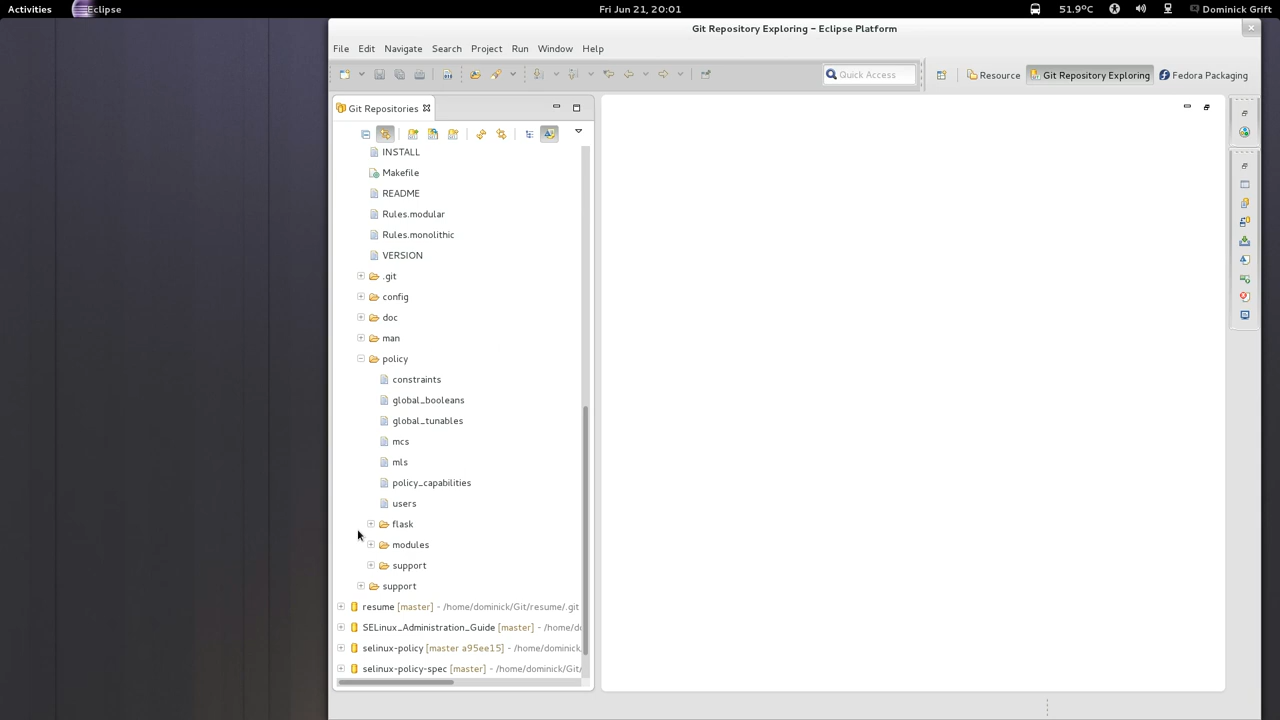 Activities Eclipse Fri Jun 21, 20:01 51.9°C Dominick Grift
Git Repository Exploring – Eclipse Platform
File Edit Navigate Search Project Run Window Help
Quick Access Resource Git Repository Exploring Fedora Packaging
Git Repositories
INSTALL
Makefile
README
Rules.modular
Rules.monolithic
VERSION
.git
config
doc
man
policy
constraints
global_booleans
global_tunables
mcs
mls
policy_capabilities
users
flask
modules
support
support
resume [master] - /home/dominick/Git/resume/.git
SELinux_Administration_Guide [master] - /home/do
selinux-policy [master a95ee15] - /home/dominick
selinux-policy-spec [master] - /home/dominick/Git/